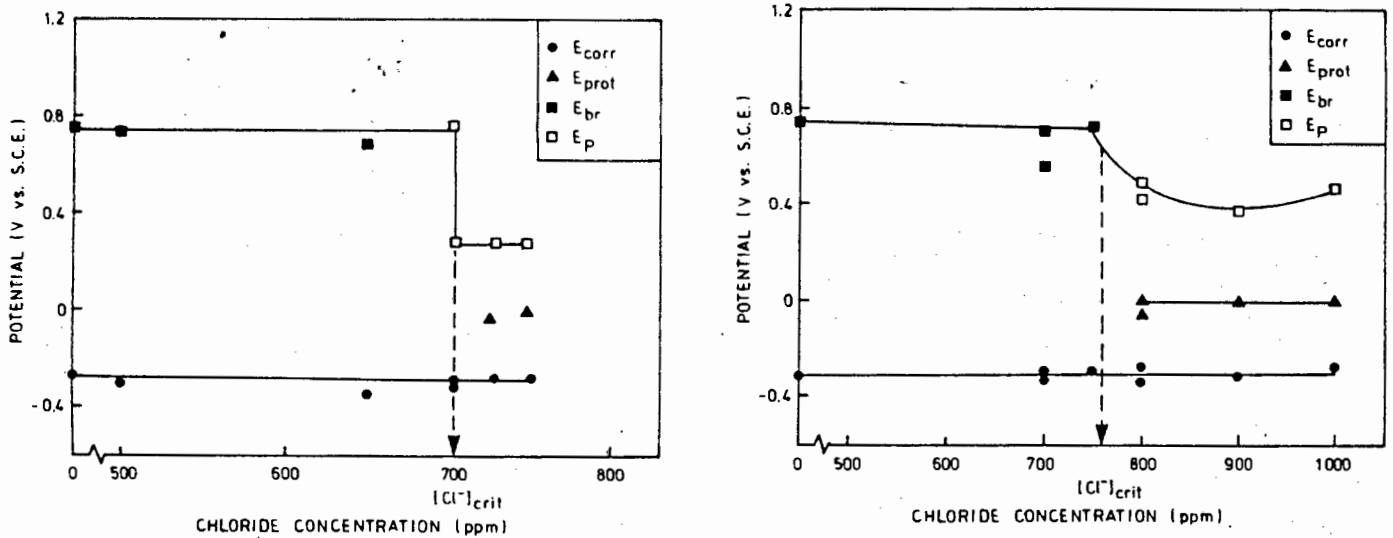 1.2
0.8
0.4
0
-0.4
POTENTIAL (V vs. S.C.E.)
E_corr
E_prot
E_br
E_P
0 500 600 700 800
[Cl⁻]_crit
CHLORIDE CONCENTRATION (ppm)
1.2
0.8
0.4
0
-0.4
POTENTIAL (V vs. S.C.E.)
E_corr
E_prot
E_br
E_P
0 500 600 700 800 900 1000
[Cl⁻]_crit
CHLORIDE CONCENTRATION (ppm)